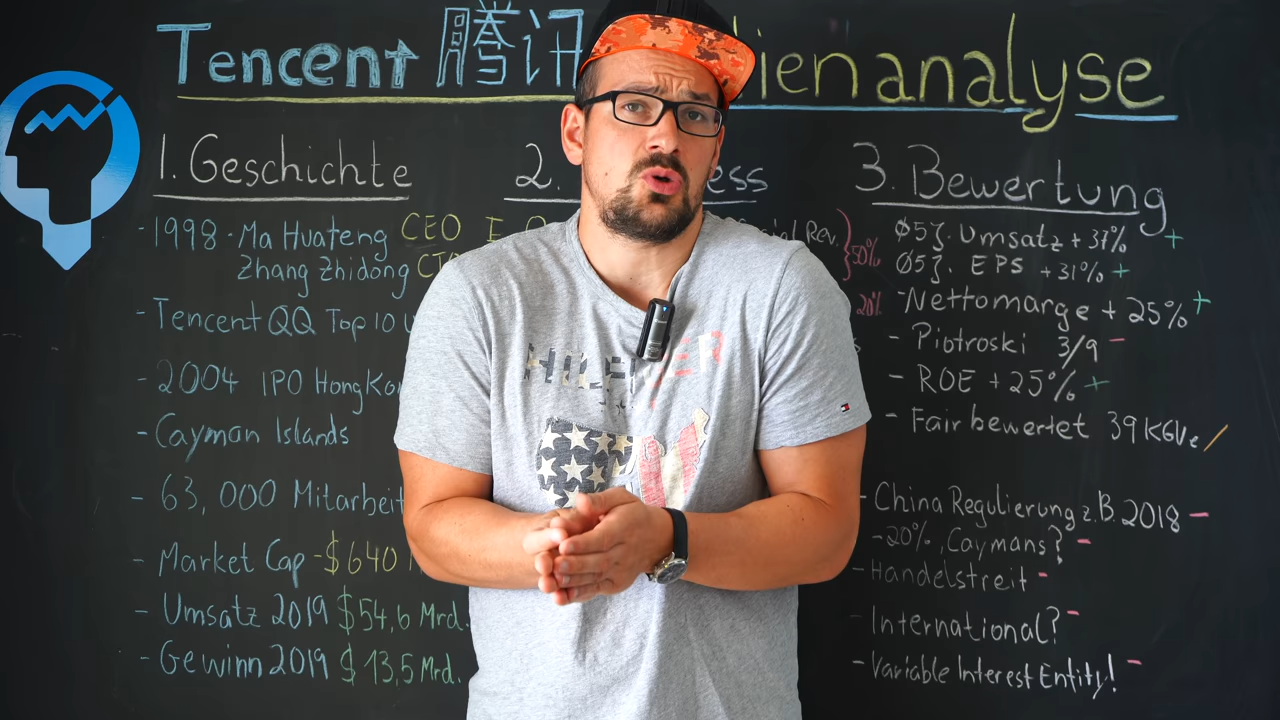 Tencent 腾讯 ienanalyse
1. Geschichte
- 1998 - Ma Huateng CEO
Zhang Zhidong
- Tencent QQ Top 10
- 2004 IPO HongKo
- Cayman Islands
- 63,000 Mitarbeit
- Market Cap ~$640
- Umsatz 2019 $54,6 Mrd.
- Gewinn 2019 $13,5 Mrd.
2. ess
Rev. } 50%
20%
3. Bewertung
Ø5J. Umsatz + 37% +
Ø5J. EPS +31% +
- Nettomarge + 25% +
- Piotroski 3/9 -
- ROE +25% +
- Fair bewertet 39 KGVe /
- China Regulierung z.B. 2018 -
-20%, Caymans? -
- Handelstreit -
- International? -
- Variable Interest Entity! -
HILFIGER